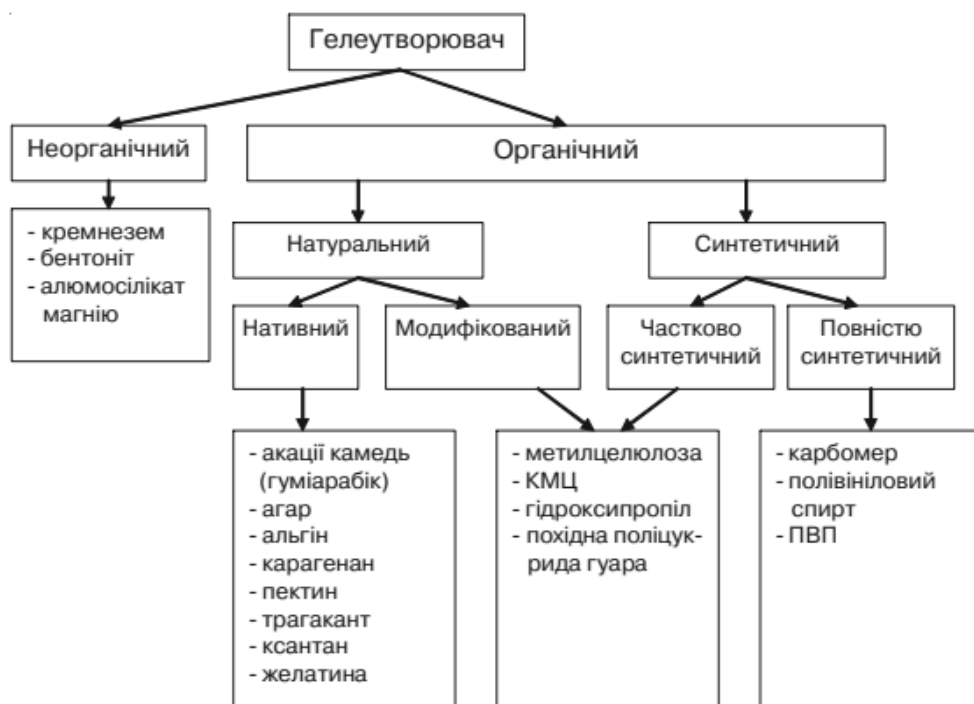 Гелеутворювач
Неорганічний
Органічний
- кремнезем
- бентоніт
- алюмосілікат
магнію
Натуральний
Синтетичний
Нативний
Модифікований
Частково
синтетичний
Повністю
синтетичний
- акації камедь
(гуміарабік)
- агар
- альгін
- карагенан
- пектин
- трагакант
- ксантан
- желатина
- метилцелюлоза
- КМЦ
- гідроксипропіл
- похідна поліцук-
рида гуара
- карбомер
- полівініловий
спирт
- ПВП